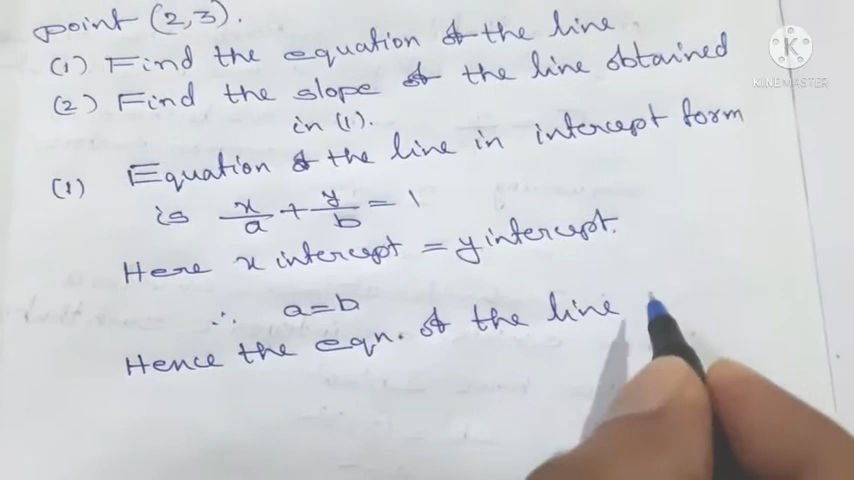 point (2,3).
(1) Find the equation of the line
(2) Find the slope of the line obtained
in (1).
(1) Equation of the line in intercept form
is x/a + y/b = 1
Here x intercept = y intercept.
∴ a=b
Hence the eqn. of the line
K
KINEMASTER